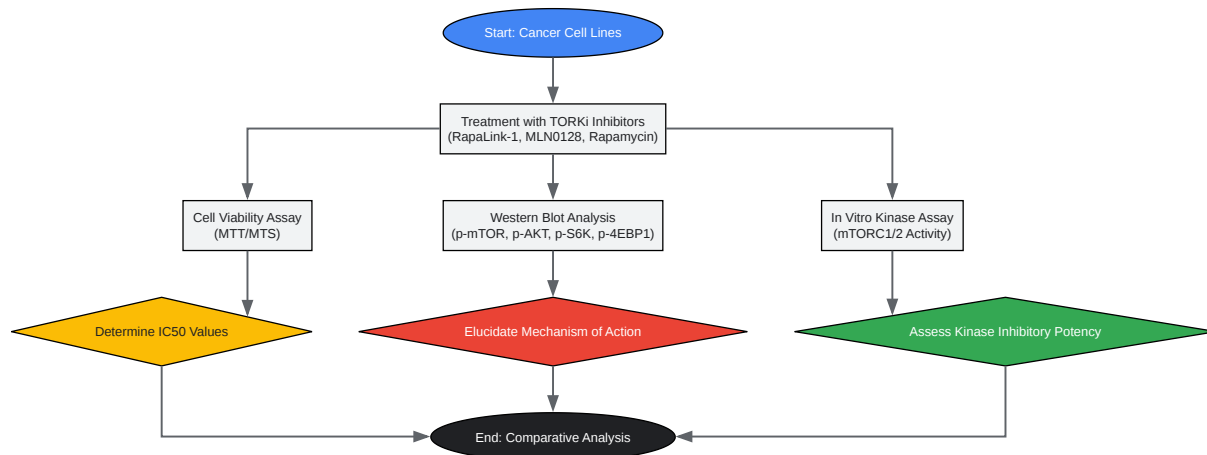 Start: Cancer Cell Lines
Treatment with TORKi Inhibitors
(RapaLink-1, MLN0128, Rapamycin)
Cell Viability Assay
(MTT/MTS)
Western Blot Analysis
(p-mTOR, p-AKT, p-S6K, p-4EBP1)
In Vitro Kinase Assay
(mTORC1/2 Activity)
Determine IC50 Values
Elucidate Mechanism of Action
Assess Kinase Inhibitory Potency
End: Comparative Analysis